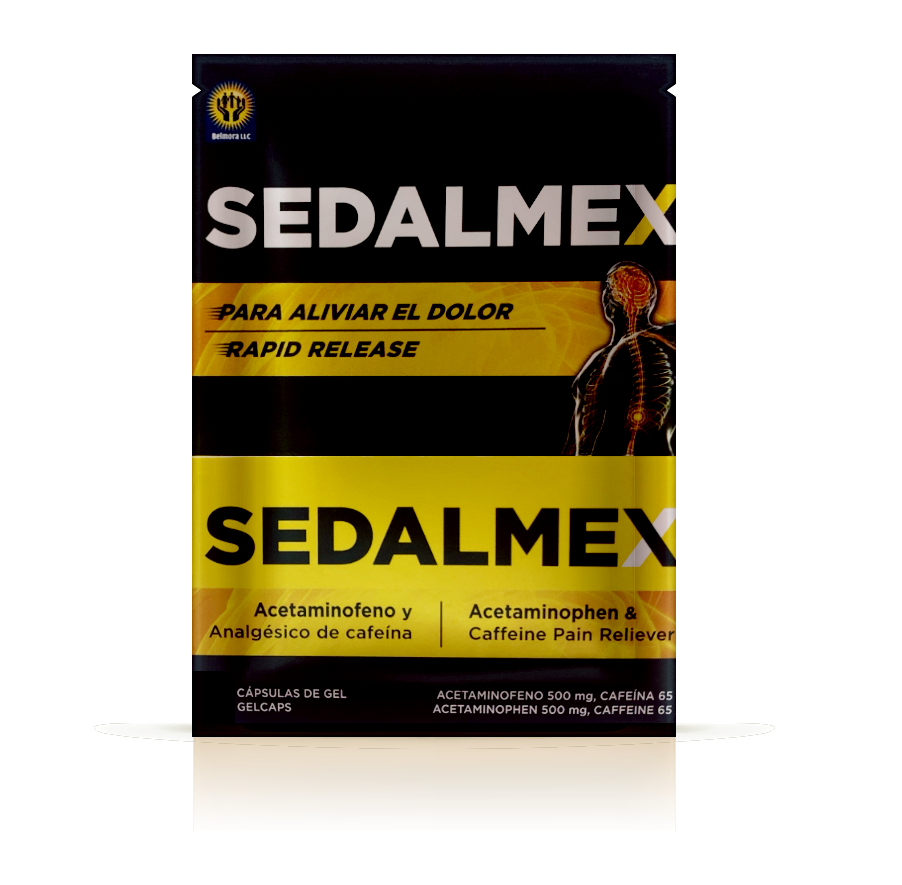 Belmora LLC
SEDALMEX
PARA ALIVIAR EL DOLOR
RAPID RELEASE
SEDALMEX
Acetaminofeno y
Analgésico de cafeína
Acetaminophen &
Caffeine Pain Reliever
CÁPSULAS DE GEL
GELCAPS
ACETAMINOFENO 500 mg, CAFEÍNA 65
ACETAMINOPHEN 500 mg, CAFFEINE 65